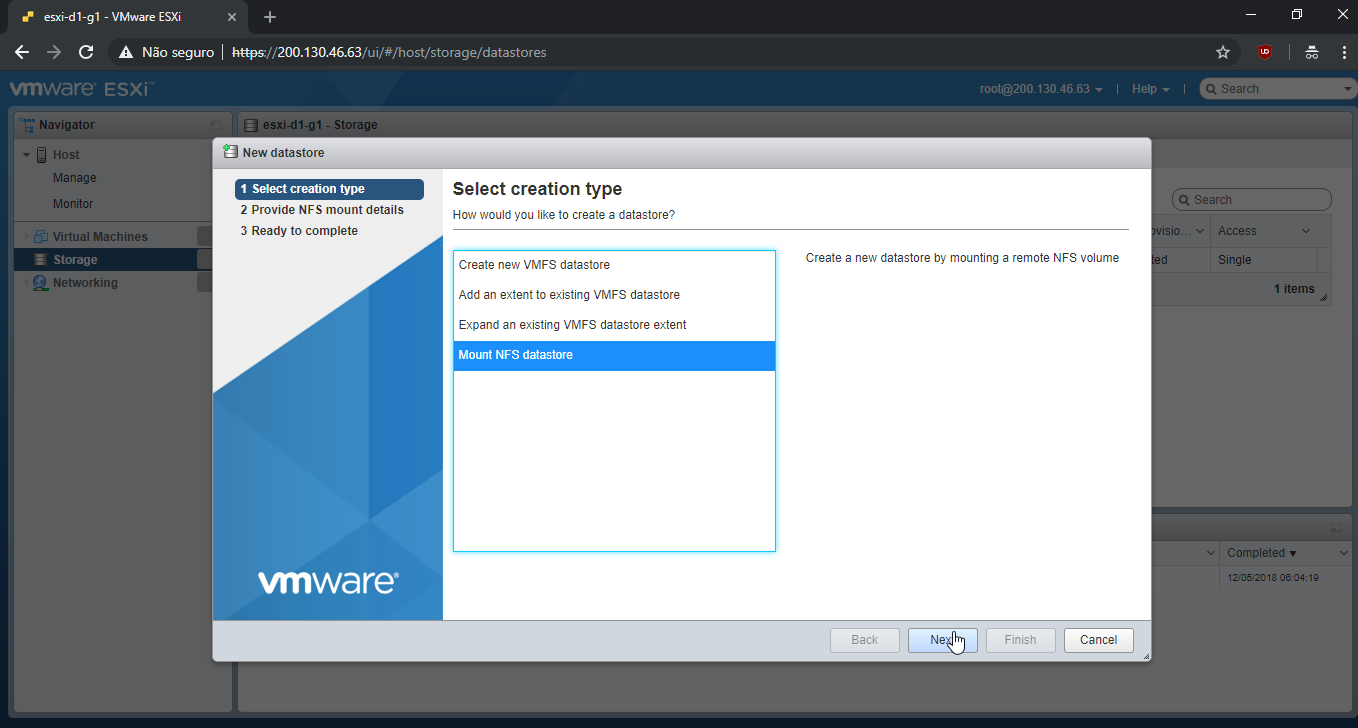 esxi-d1-g1 - VMware ESXi
Não seguro https://200.130.46.63/ui/#/host/storage/datastores
vmware® ESXi™ root@200.130.46.63 Help Search
Navigator
esxi-d1-g1 - Storage
Host
Manage
Monitor
Virtual Machines
Storage
Networking
Search
Access
Single
1 items
New datastore
1 Select creation type
2 Provide NFS mount details
3 Ready to complete
vmware®
Select creation type
How would you like to create a datastore?
Create new VMFS datastore
Add an extent to existing VMFS datastore
Expand an existing VMFS datastore extent
Mount NFS datastore
Create a new datastore by mounting a remote NFS volume
Back Finish Cancel
Completed
12/05/2018 06:04:19